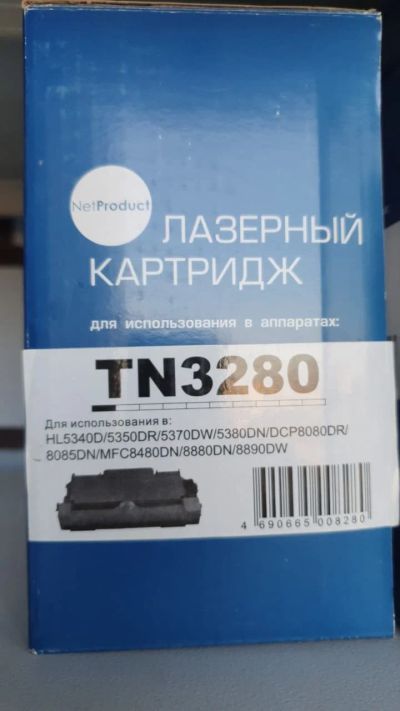 NetProduct
ЛАЗЕРНЫЙ
КАРТРИДЖ
для использования в аппаратах:
TN3280
Для использования в:
HL5340D/5350DR/5370DW/5380DN/DCP8080DR/
8085DN/MFC8480DN/8880DN/8890DW
4 690665 008280